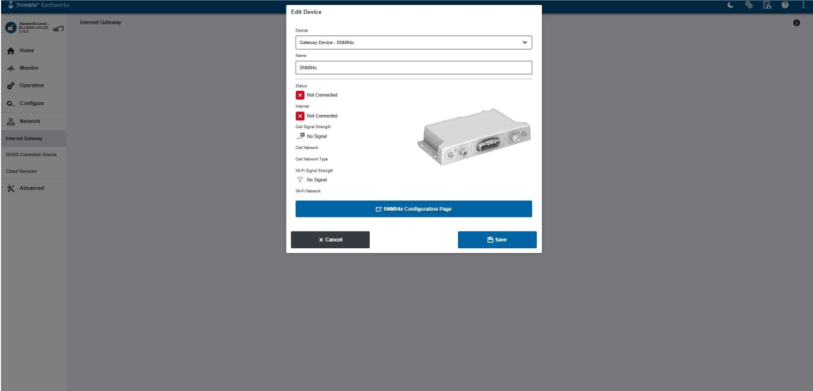 Trimble® Earthworks
Internet Gateway
Home
Monitor
Operation
Configure
Network
Internet Gateway
GNSS Correction Source
Cloud Services
Advanced
Edit Device
Device
Gateway Device - SNM94x
Name
SNM94x
Status
Not Connected
Internet
Not Connected
Cell Signal Strength
No Signal
Cell Network
Cell Network Type
Wi-Fi Signal Strength
No Signal
Wi-Fi Network
SNM94x Configuration Page
Cancel
Save